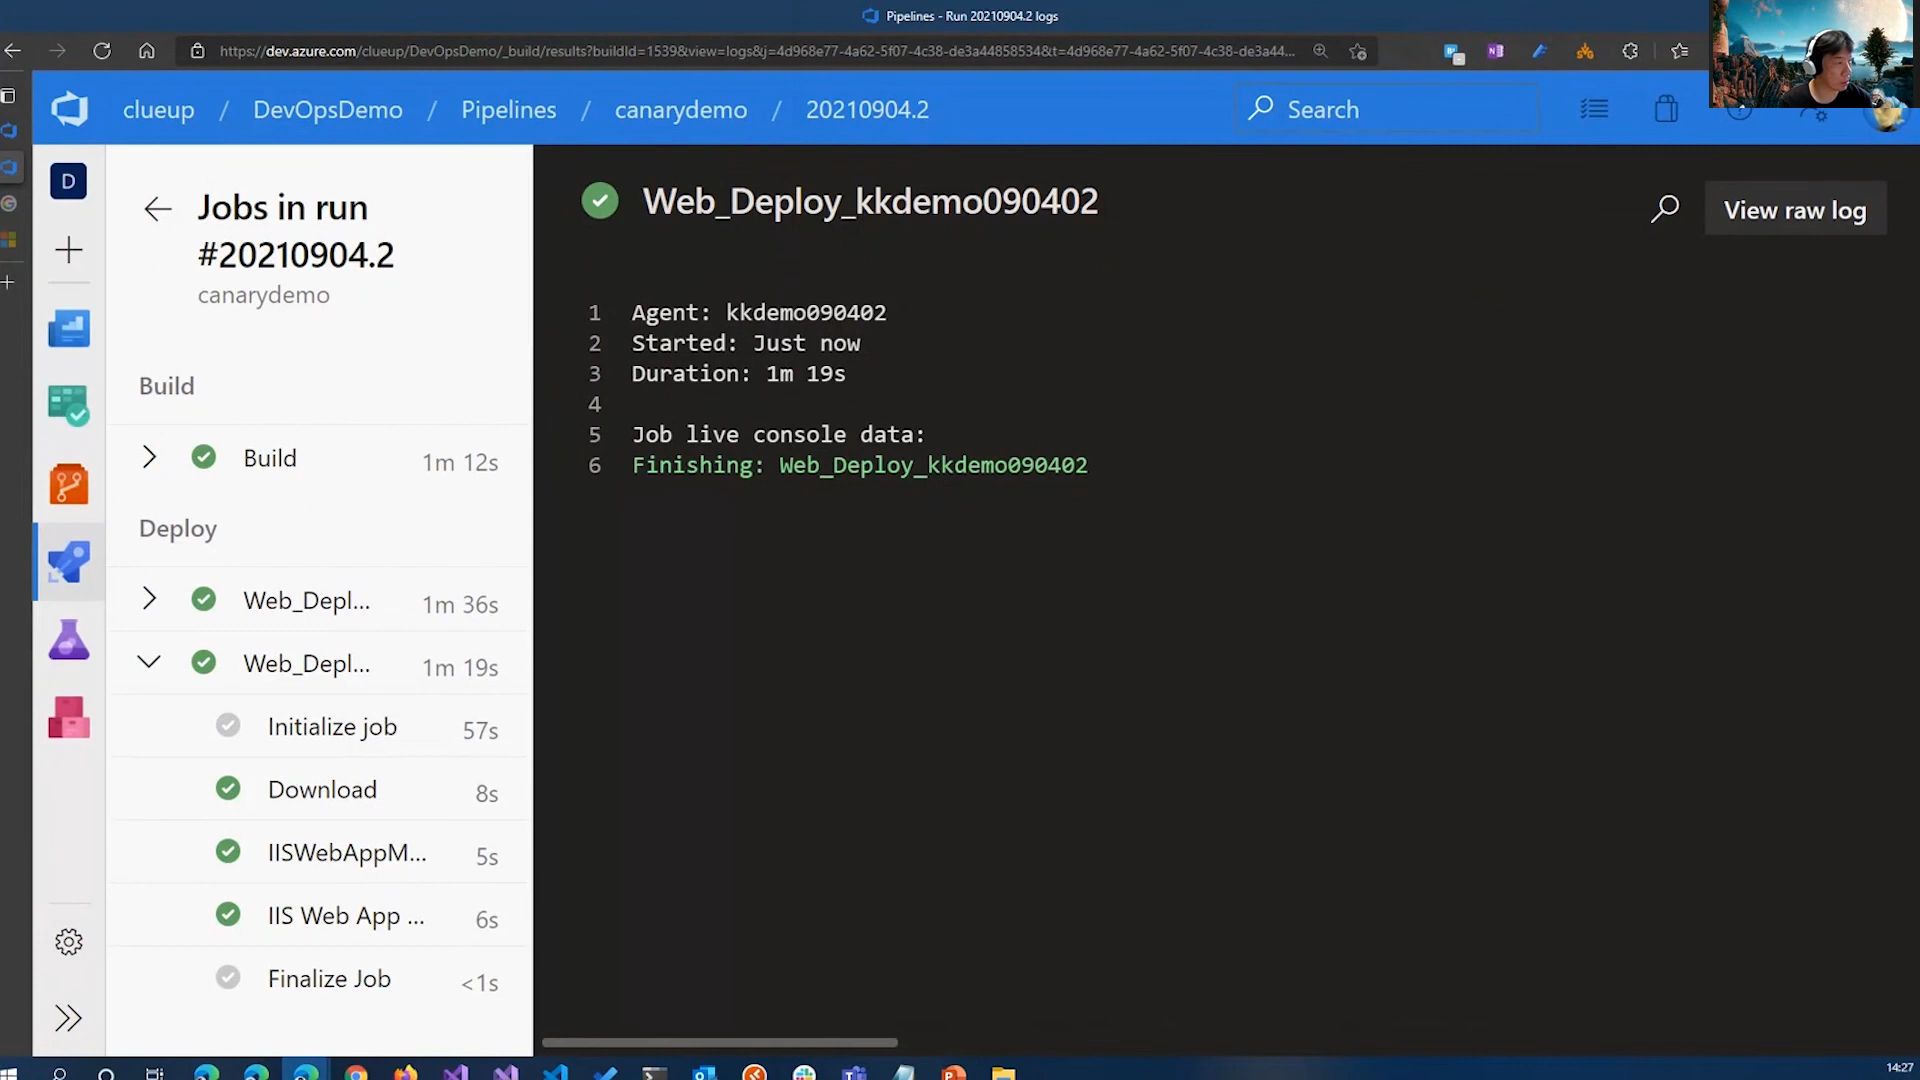 Pipelines - Run 20210904.2 logs
https://dev.azure.com/clueup/DevOpsDemo/_build/results?buildId=1539&view=logs&j=4d968e77-4a62-5f07-4c38-de3a44858534&t=4d968e77-4a62-5f07-4c38-de3a44...
clueup / DevOpsDemo / Pipelines / canarydemo / 20210904.2
Search
D
Jobs in run
#20210904.2
canarydemo
Build
Build 1m 12s
Deploy
Web_Depl... 1m 36s
Web_Depl... 1m 19s
Initialize job 57s
Download 8s
IISWebAppM... 5s
IIS Web App ... 6s
Finalize Job <1s
Web_Deploy_kkdemo090402
View raw log
1 Agent: kkdemo090402
2 Started: Just now
3 Duration: 1m 19s
4
5 Job live console data:
6 Finishing: Web_Deploy_kkdemo090402
14:27